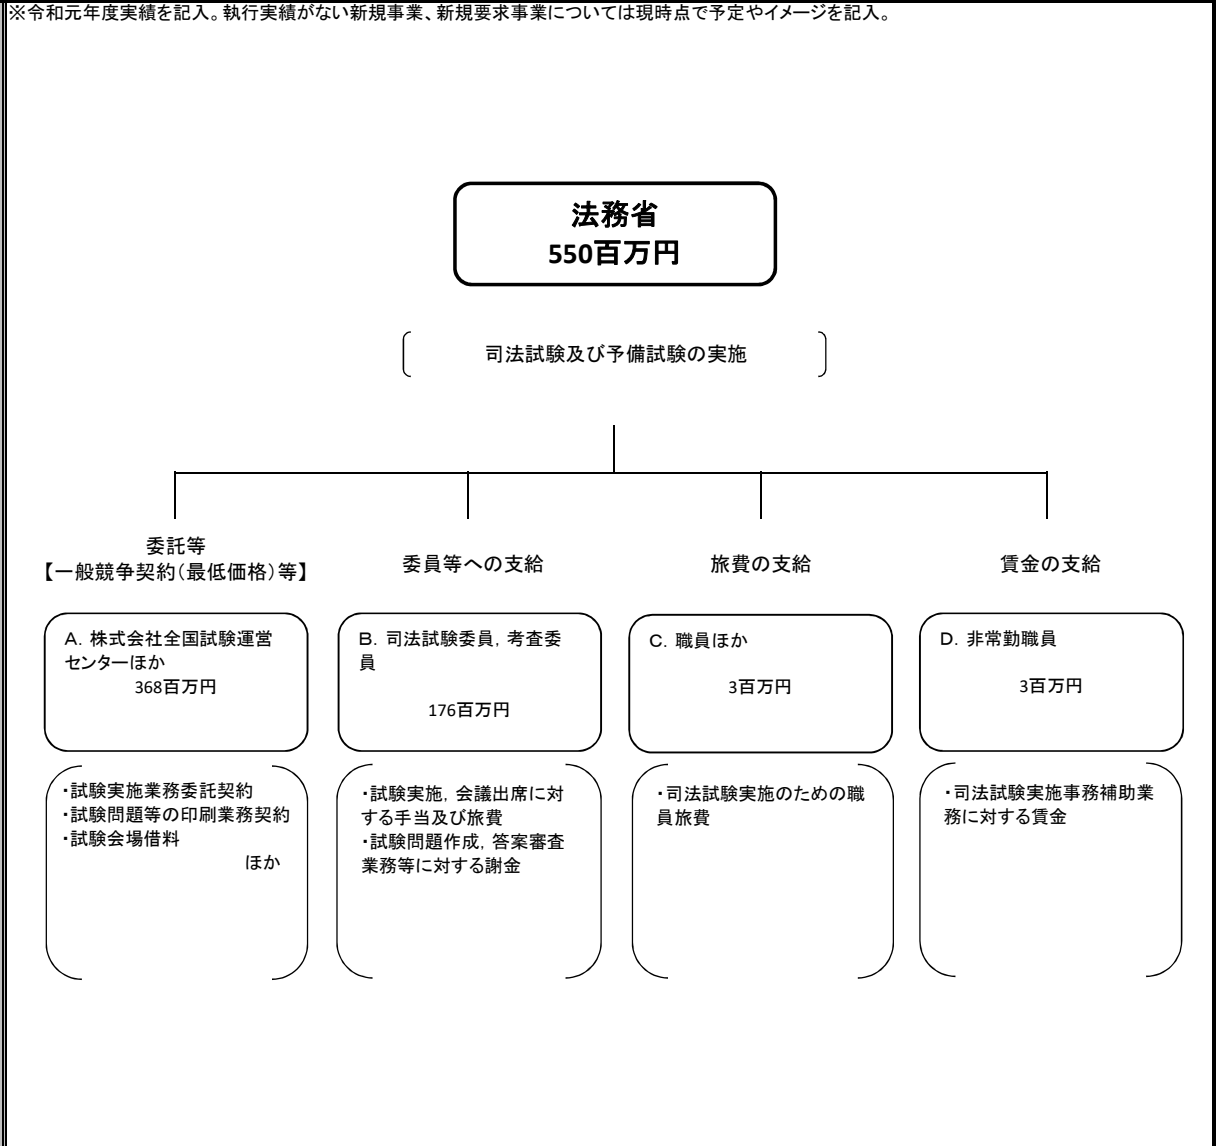 ※令和元年度実績を記入。執行実績がない新規事業、新規要求事業については現時点で予定やイメージを記入。
法務省
550百万円
司法試験及び予備試験の実施
委託等
【一般競争契約（最低価格）等】
委員等への支給
旅費の支給
賃金の支給
A．株式会社全国試験運営
センターほか
368百万円
B．司法試験委員，考査委
員
176百万円
C．職員ほか
3百万円
D．非常勤職員
3百万円
・試験実施業務委託契約
・試験問題等の印刷業務契約
・試験会場借料
ほか
・試験実施，会議出席に対
する手当及び旅費
・試験問題作成，答案審査
業務等に対する謝金
・司法試験実施のための職
員旅費
・司法試験実施事務補助業
務に対する賃金